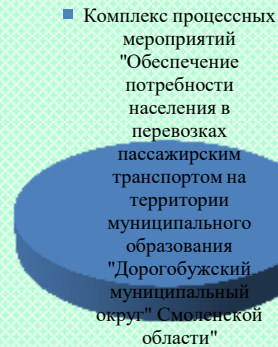 Комплекс процессных
мероприятий
"Обеспечение
потребности
населения в
перевозках
пассажирским
транспортом на
территории
муниципального
образования
"Дорогобужский
муниципальный
округ" Смоленской
области"